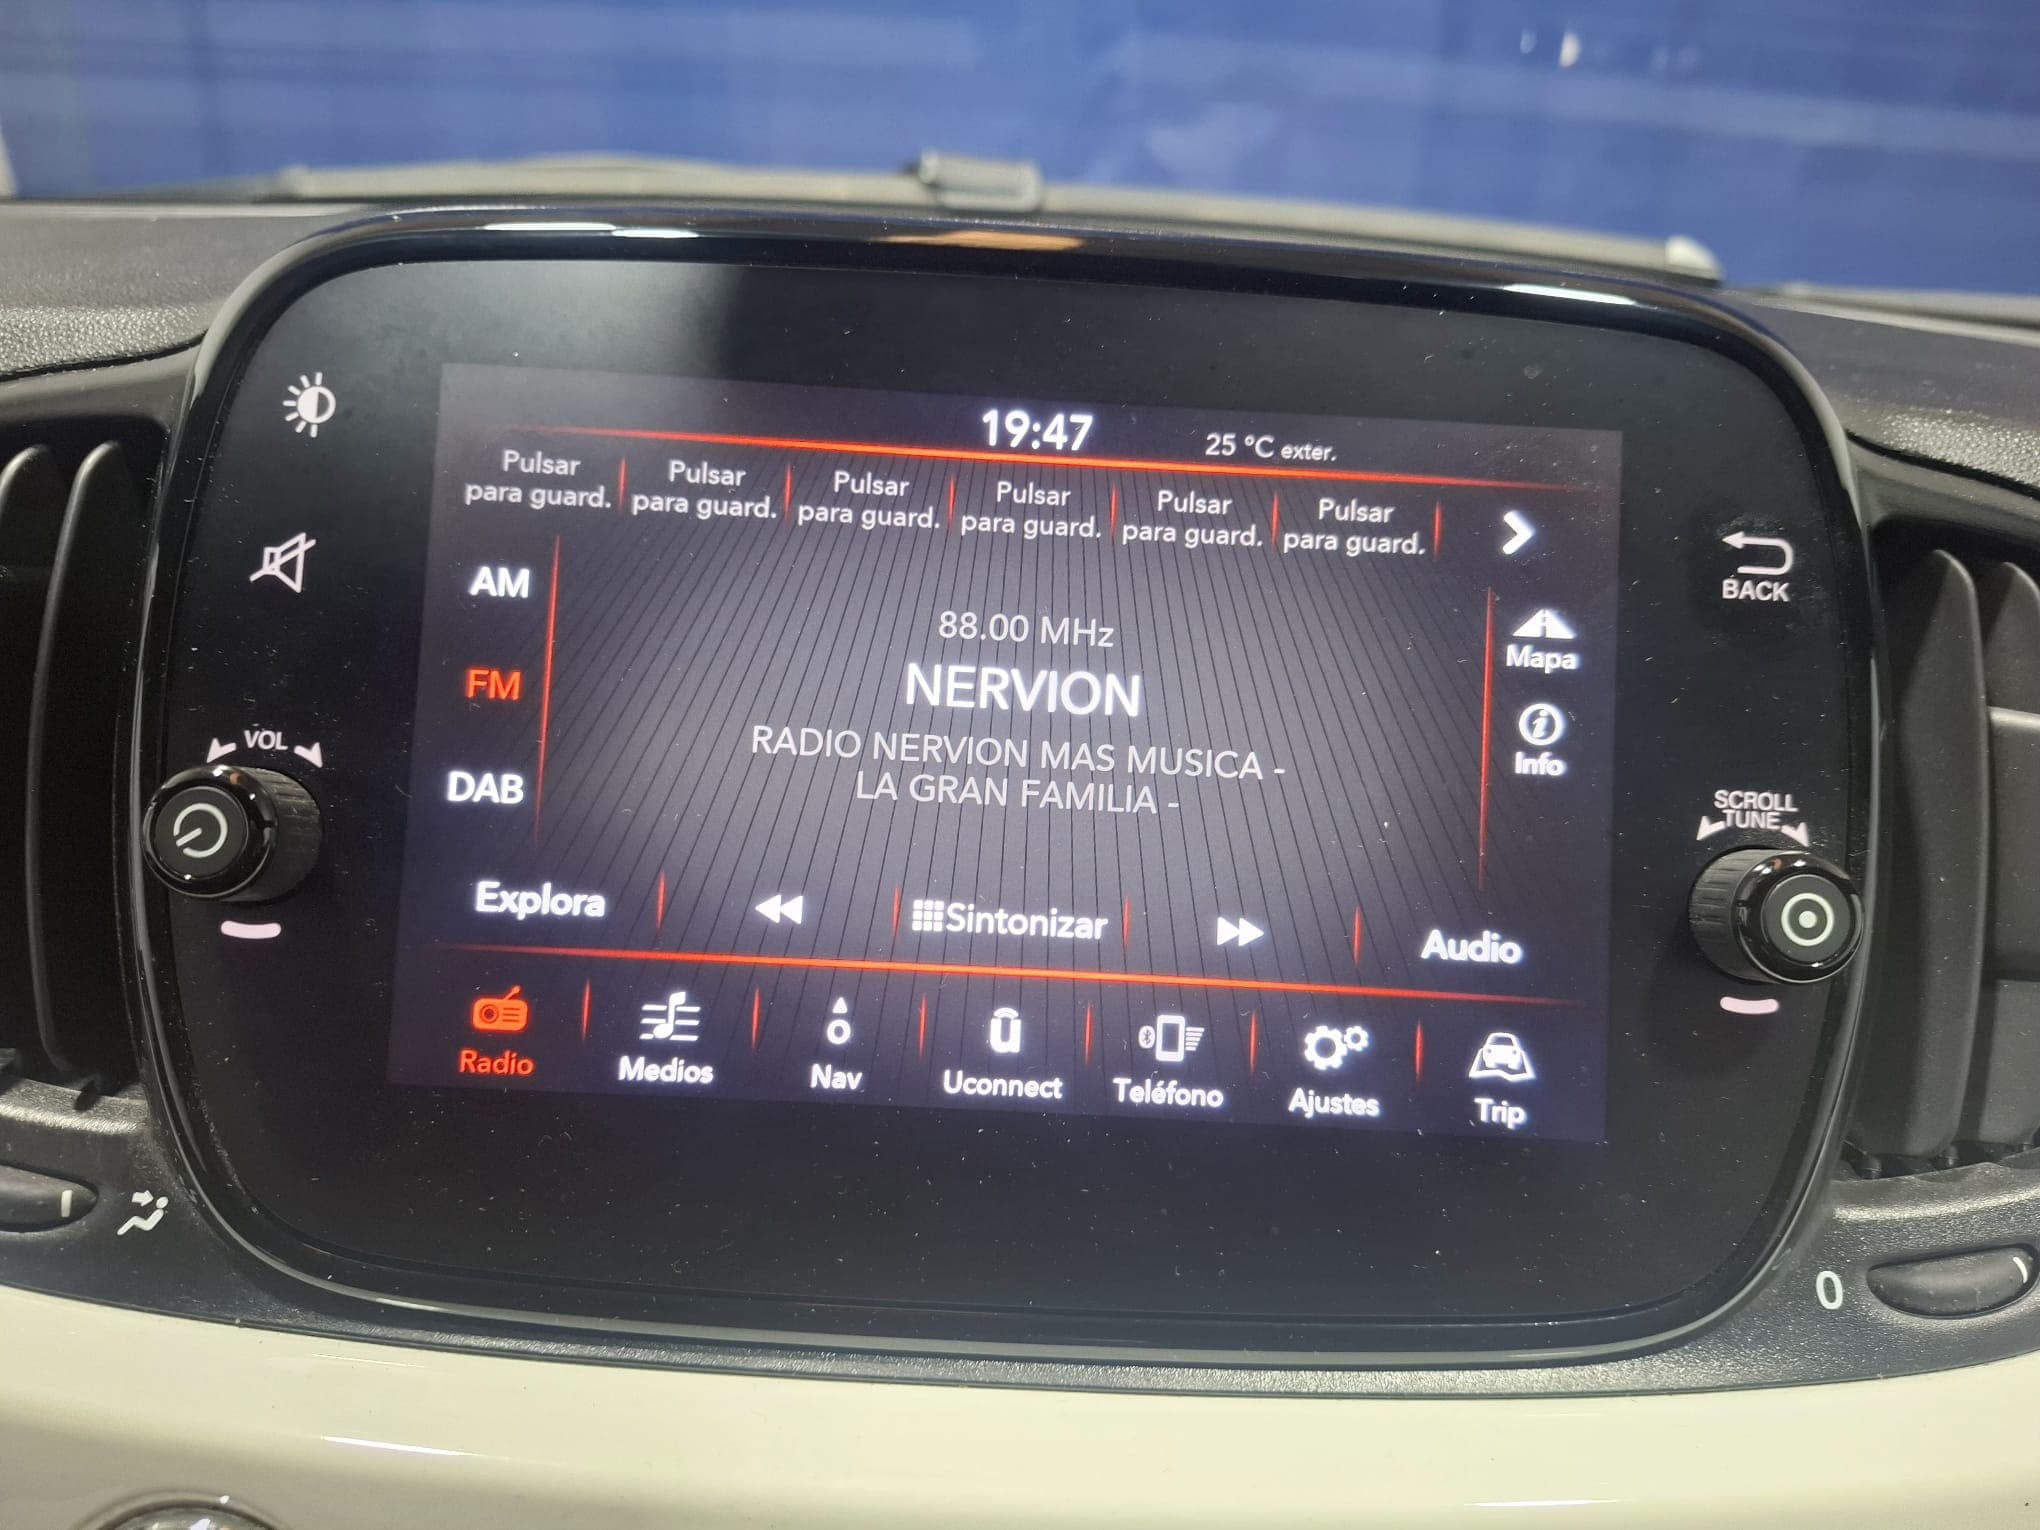 19:47
25 °C exter.
Pulsar
para guard.
Pulsar
para guard.
Pulsar
para guard.
Pulsar
para guard.
Pulsar
para guard.
Pulsar
para guard.
AM
FM
DAB
88.00 MHz
NERVION
RADIO NERVION MAS MUSICA -
LA GRAN FAMILIA -
Mapa
Info
BACK
VOL
SCROLL
TUNE
Explora
Sintonizar
Audio
Radio
Medios
Nav
Uconnect
Teléfono
Ajustes
Trip
0